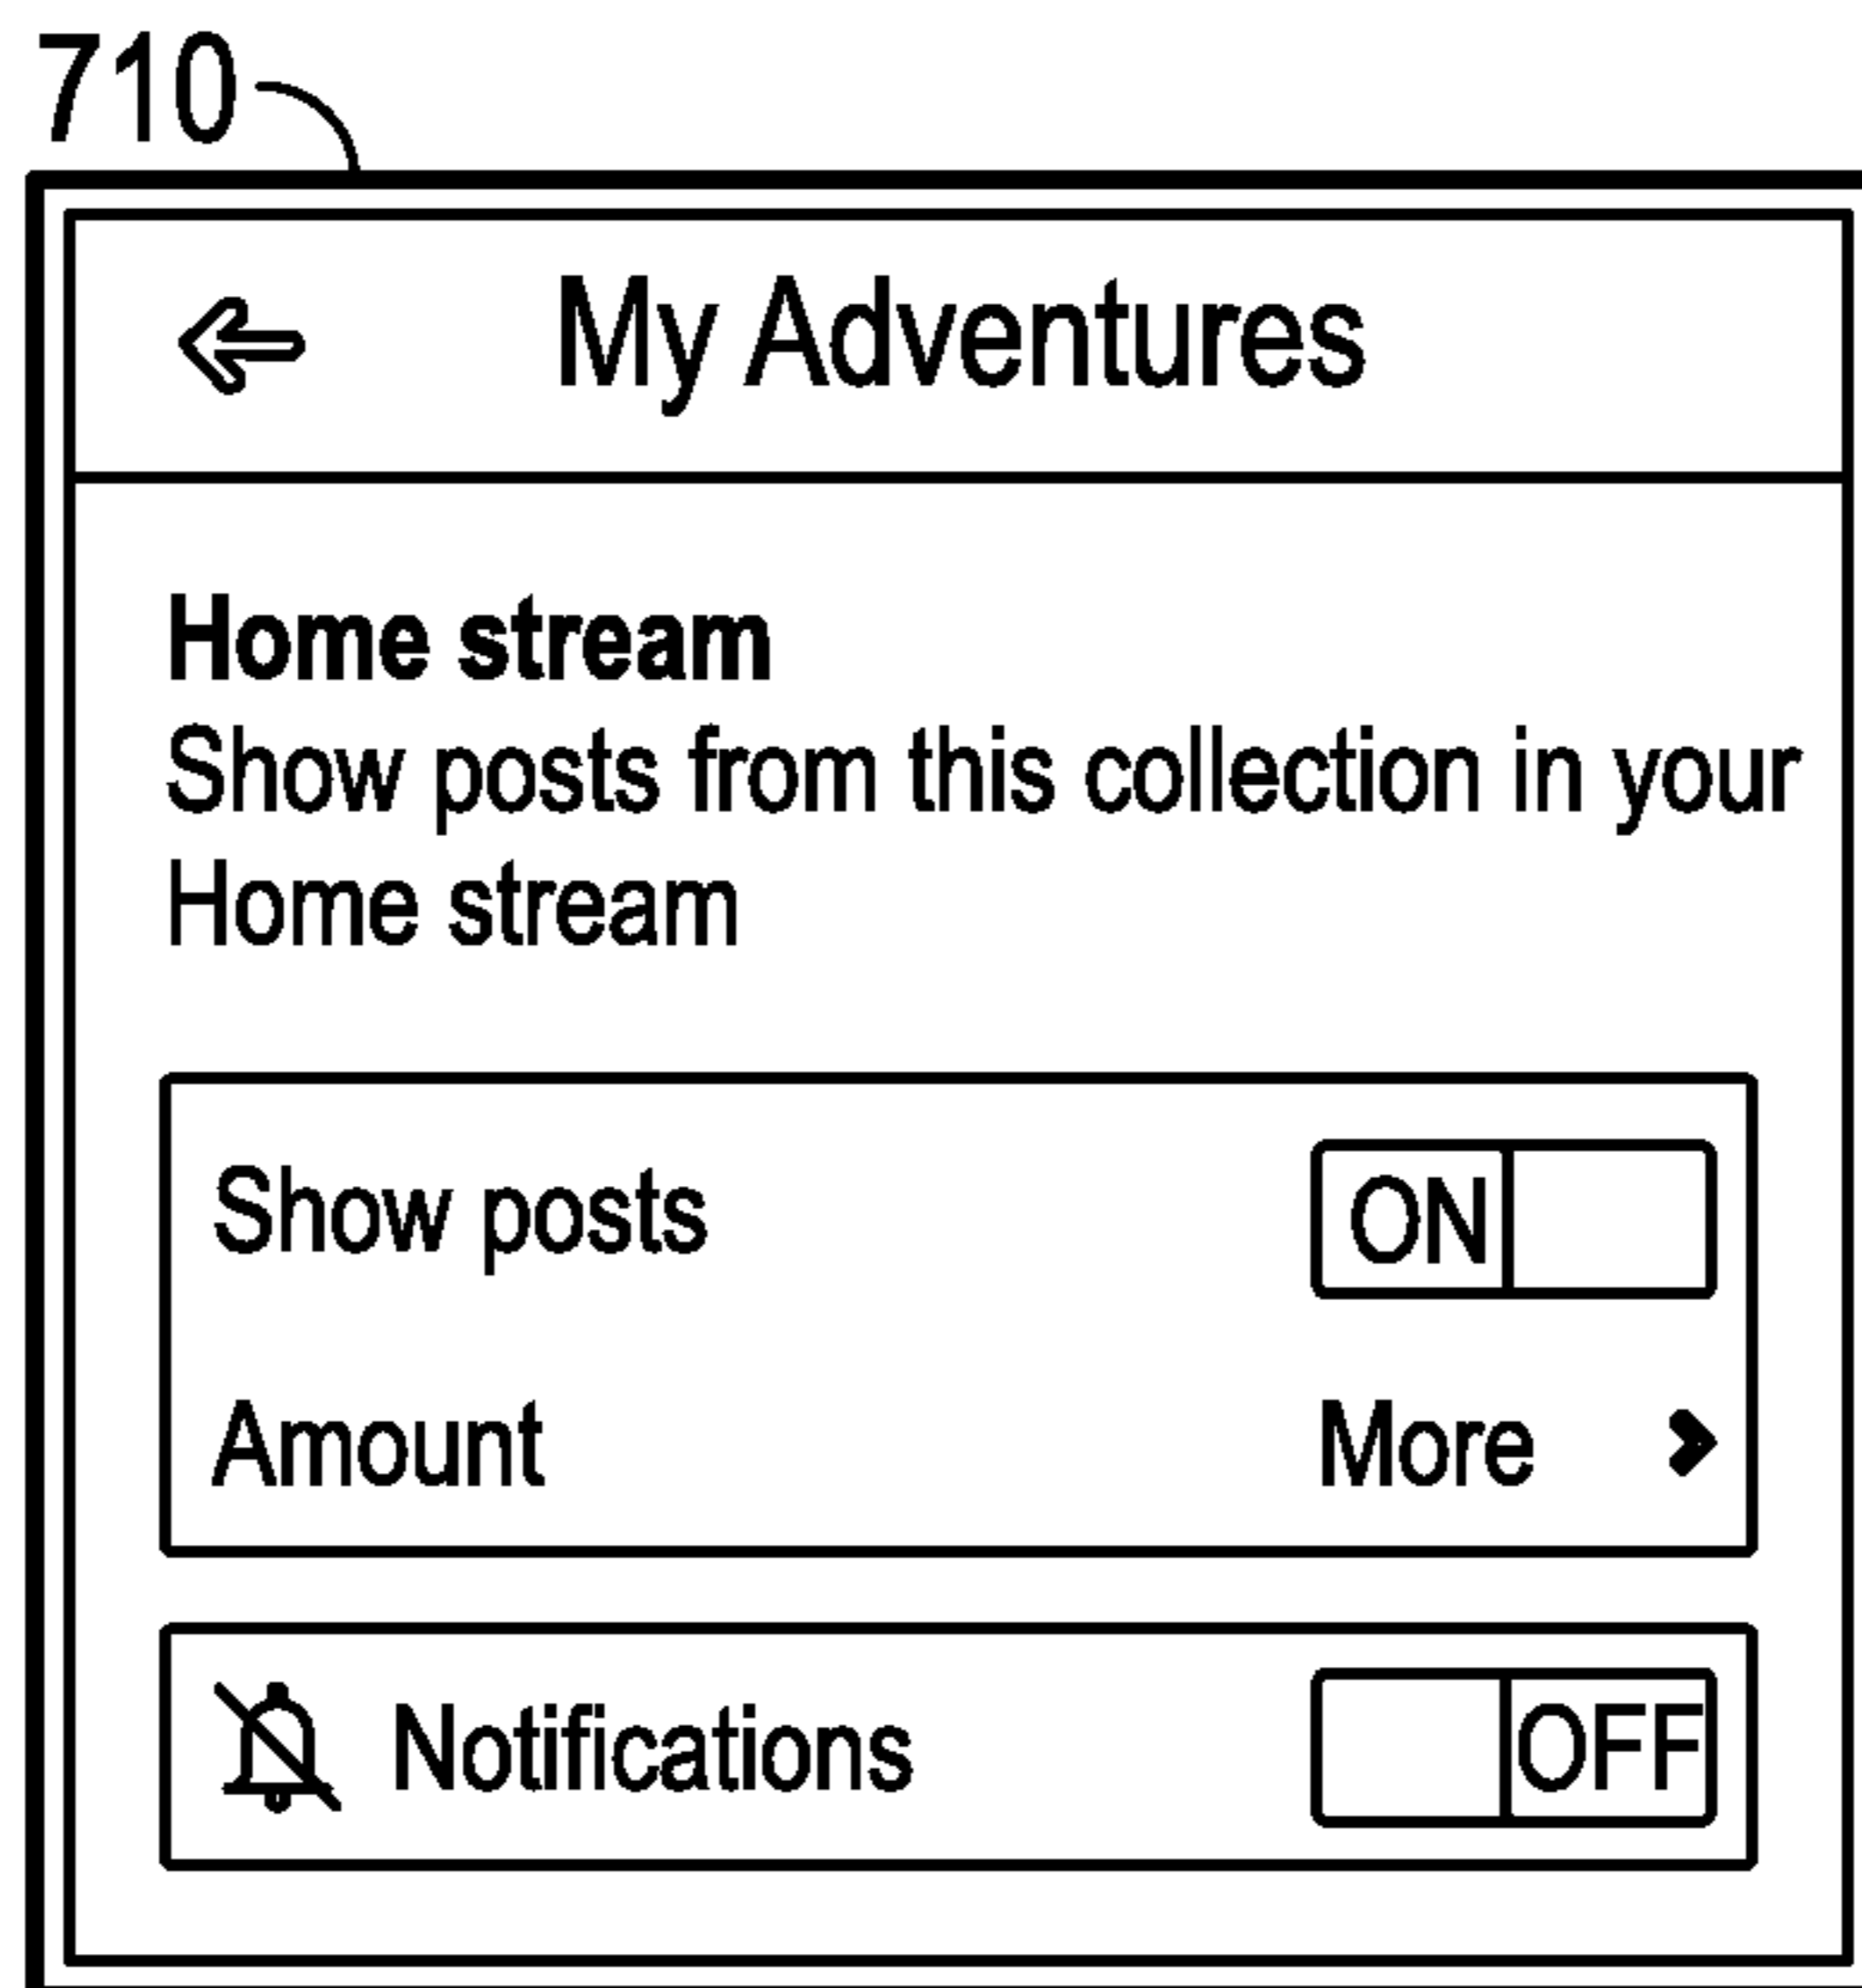 710
My Adventures
Home stream
Show posts from this collection in your
Home stream
Show posts ON
Amount More
Notifications OFF